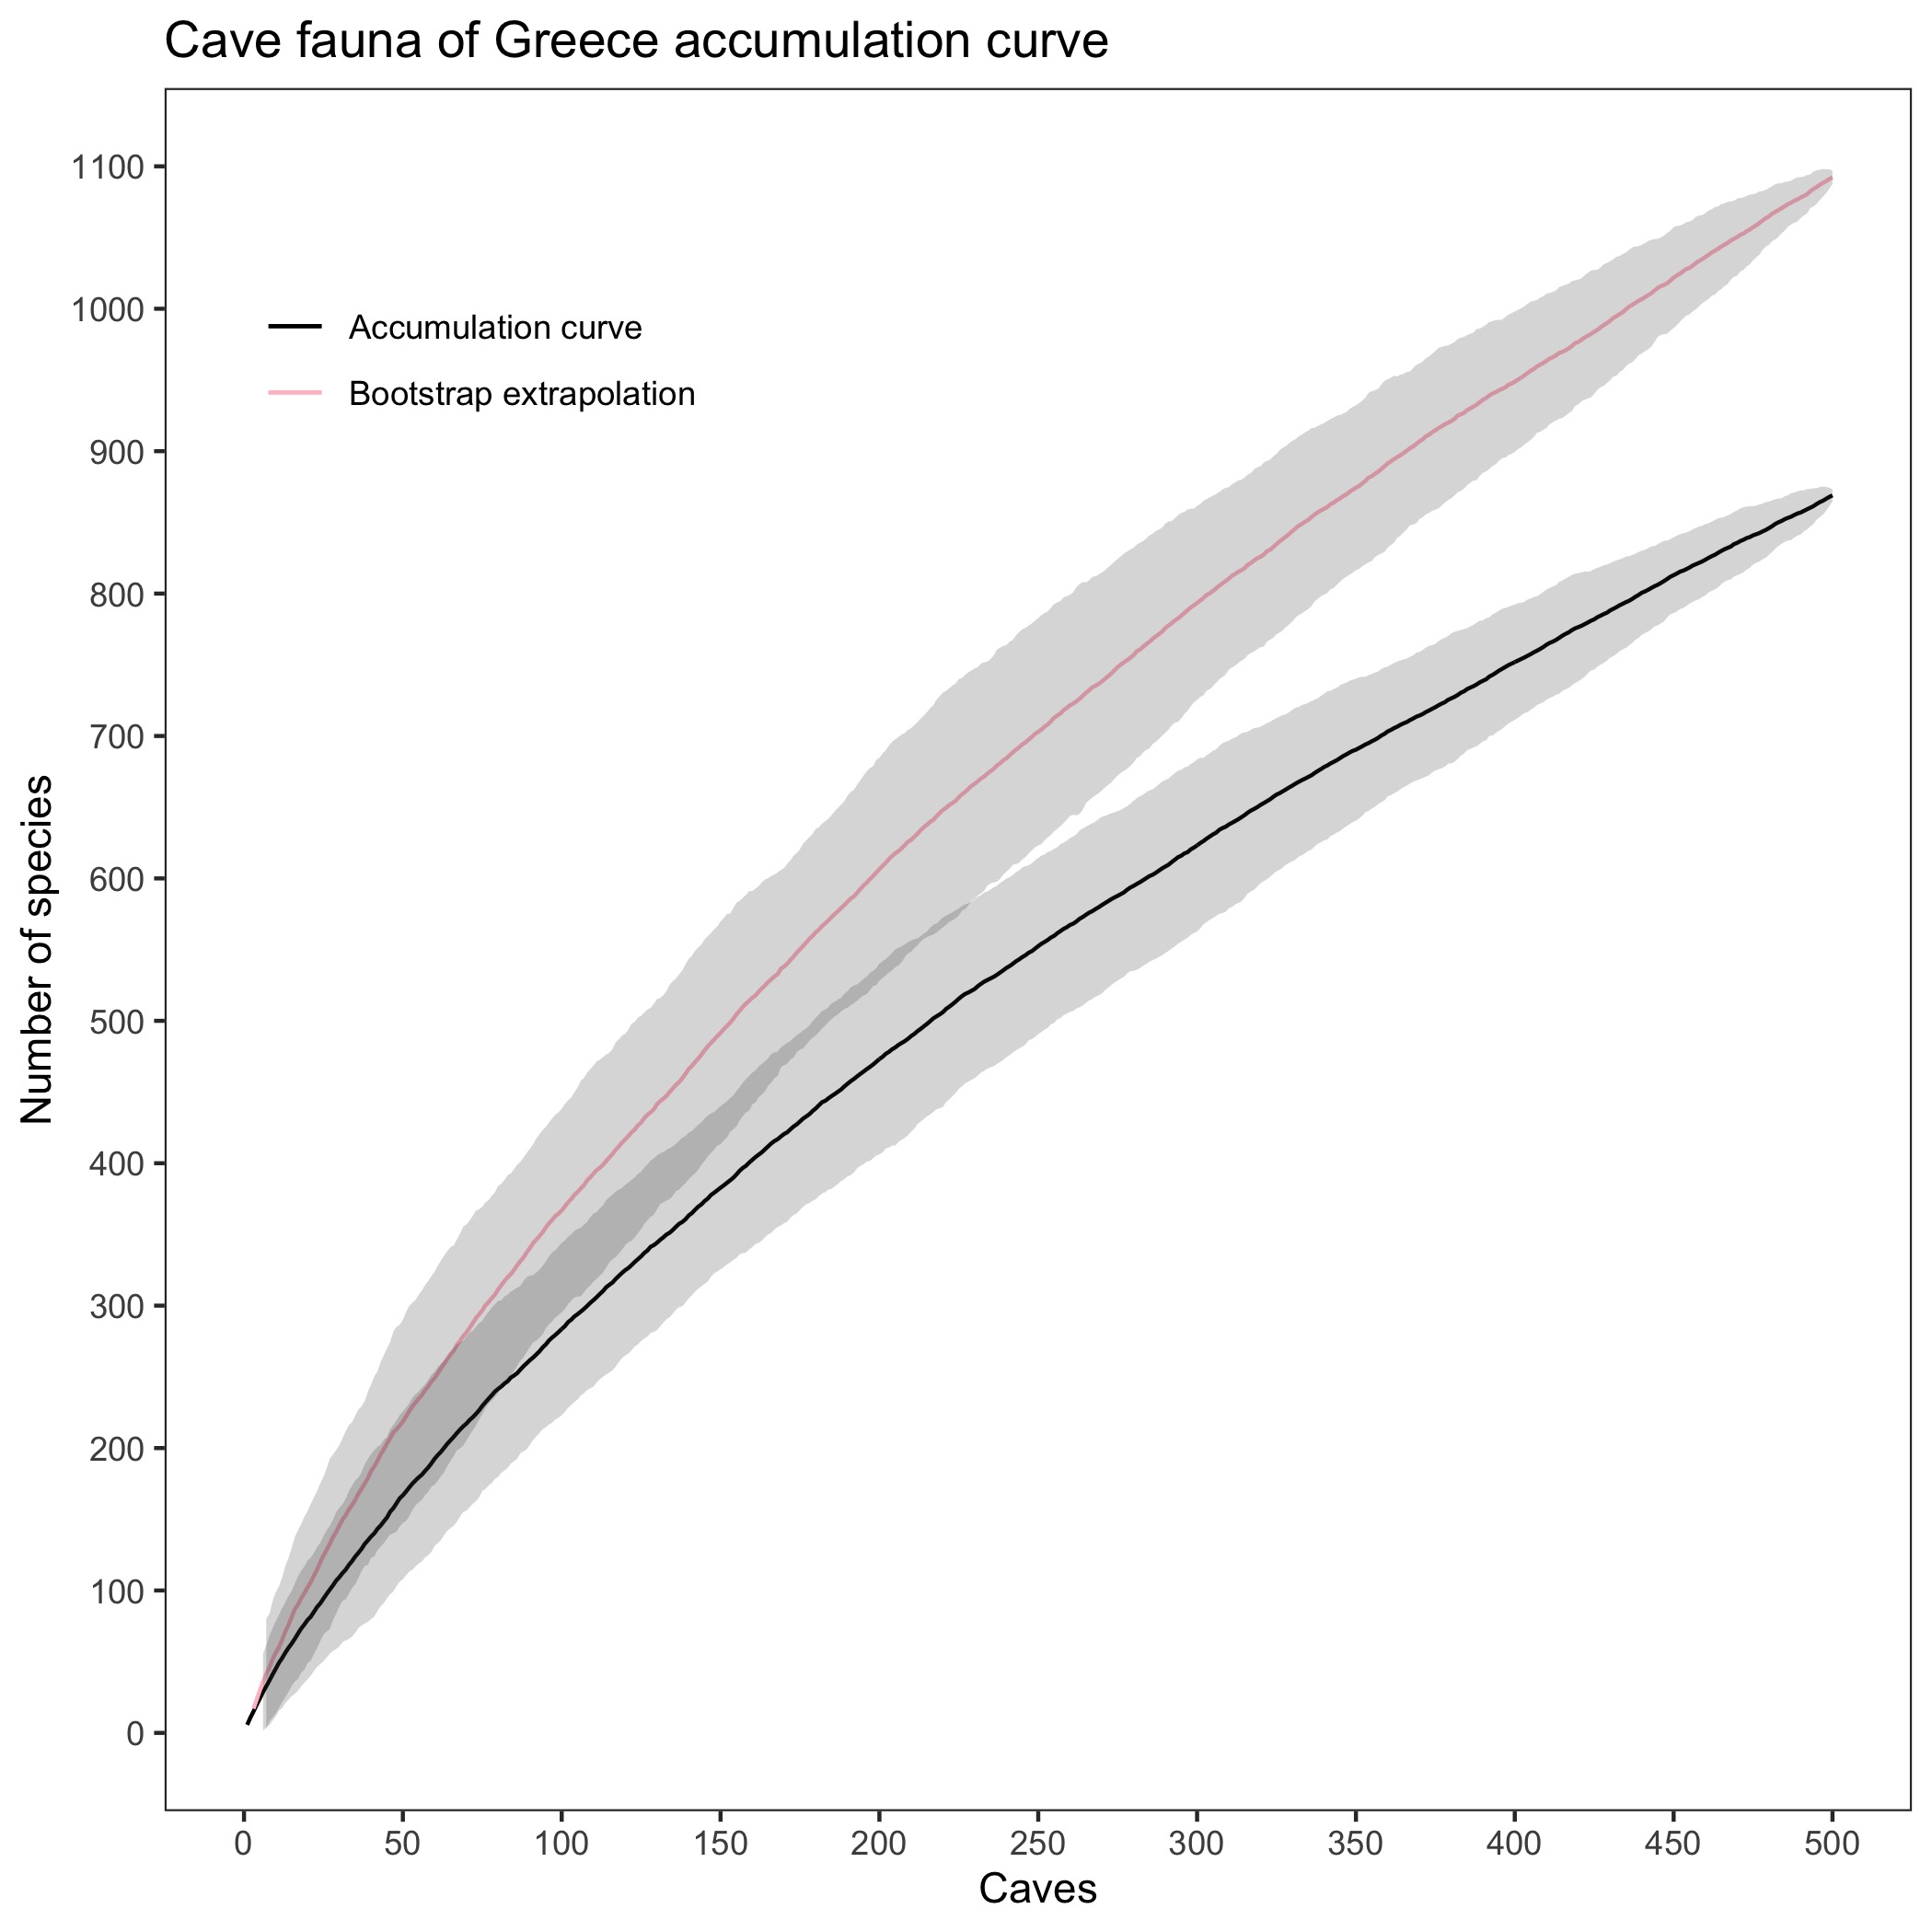 Cave fauna of Greece accumulation curve
1100
1000
900
800
700
600
500
400
300
200
100
0
Number of species
Accumulation curve
Bootstrap extrapolation
0 50 100 150 200 250 300 350 400 450 500
Caves